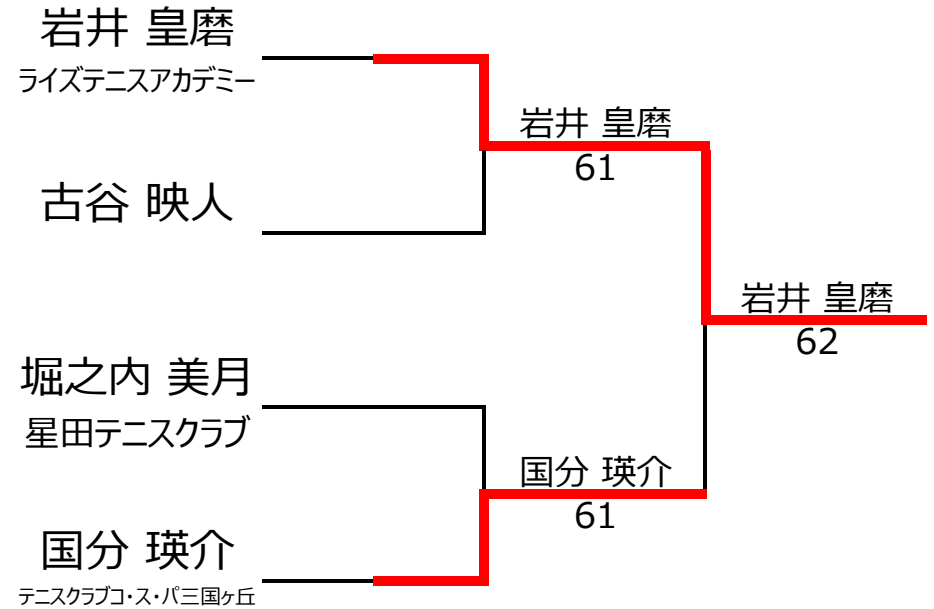 岩井 皇磨
ライズテニスアカデミー
岩井 皇磨
61
古谷 映人
岩井 皇磨
62
堀之内 美月
星田テニスクラブ
国分 瑛介
61
国分 瑛介
テニスクラブコ・ス・パ三国ヶ丘